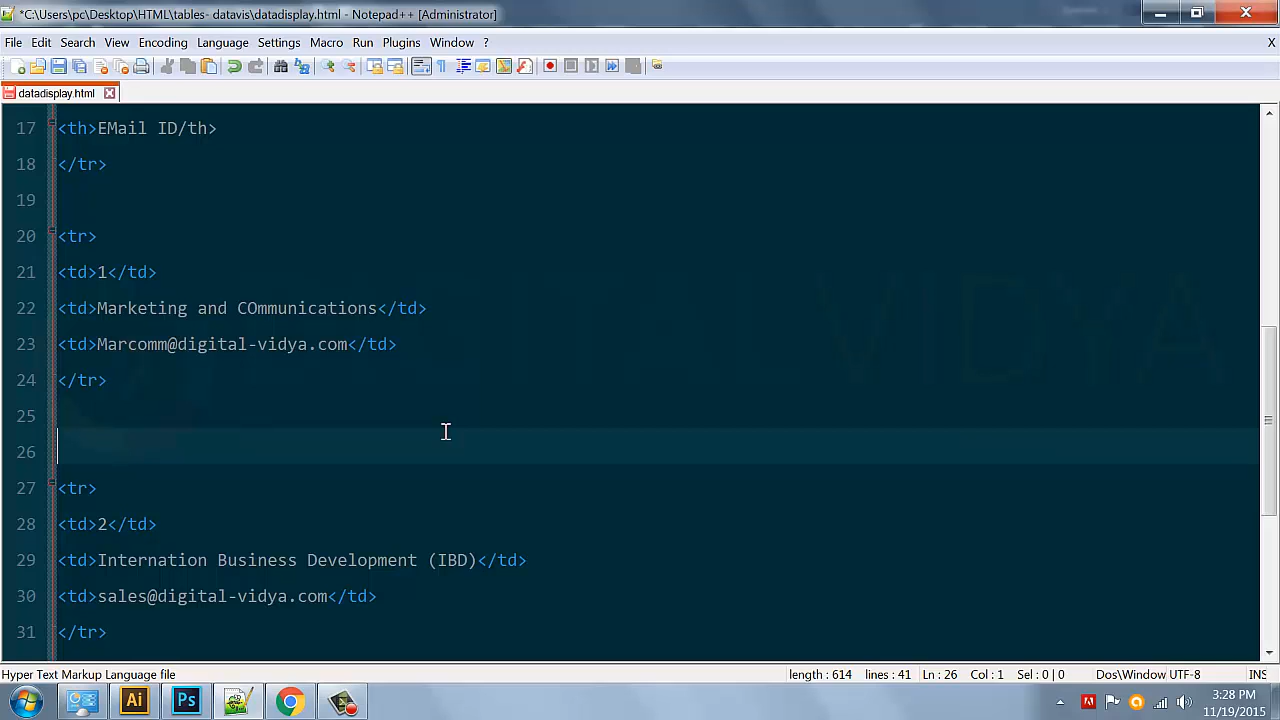 *C:\Users\pc\Desktop\HTML\tables- datavis\datadisplay.html - Notepad++ [Administrator]
File Edit Search View Encoding Language Settings Macro Run Plugins Window ? X
datadisplay.html
17 <th>EMail ID/th>
18 </tr>
19
20 <tr>
21 <td>1</td>
22 <td>Marketing and COmmunications</td>
23 <td>Marcomm@digital-vidya.com</td>
24 </tr>
25
26
27 <tr>
28 <td>2</td>
29 <td>Internation Business Development (IBD)</td>
30 <td>sales@digital-vidya.com</td>
31 </tr>
VIDYA
Hyper Text Markup Language file length : 614 lines : 41 Ln : 26 Col : 1 Sel : 0 | 0 Dos\Window UTF-8 INS
Ai Ps 3:28 PM
11/19/2015